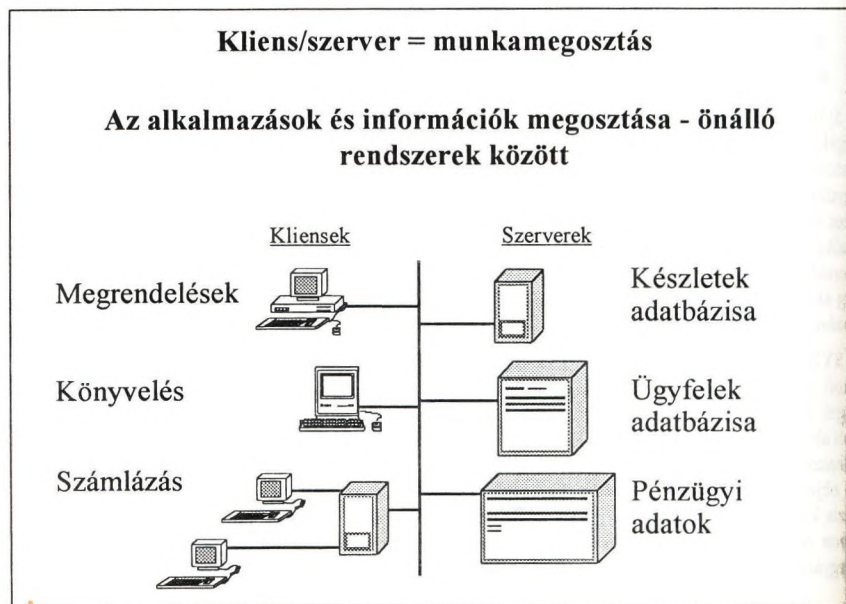 Kliens/szerver = munkamegosztás
Az alkalmazások és információk megosztása - önálló
rendszerek között
Kliensek
Szerverek
Megrendelések
Készletek
adatbázisa
Könyvelés
Ügyfelek
adatbázisa
Számlázás
Pénzügyi
adatok